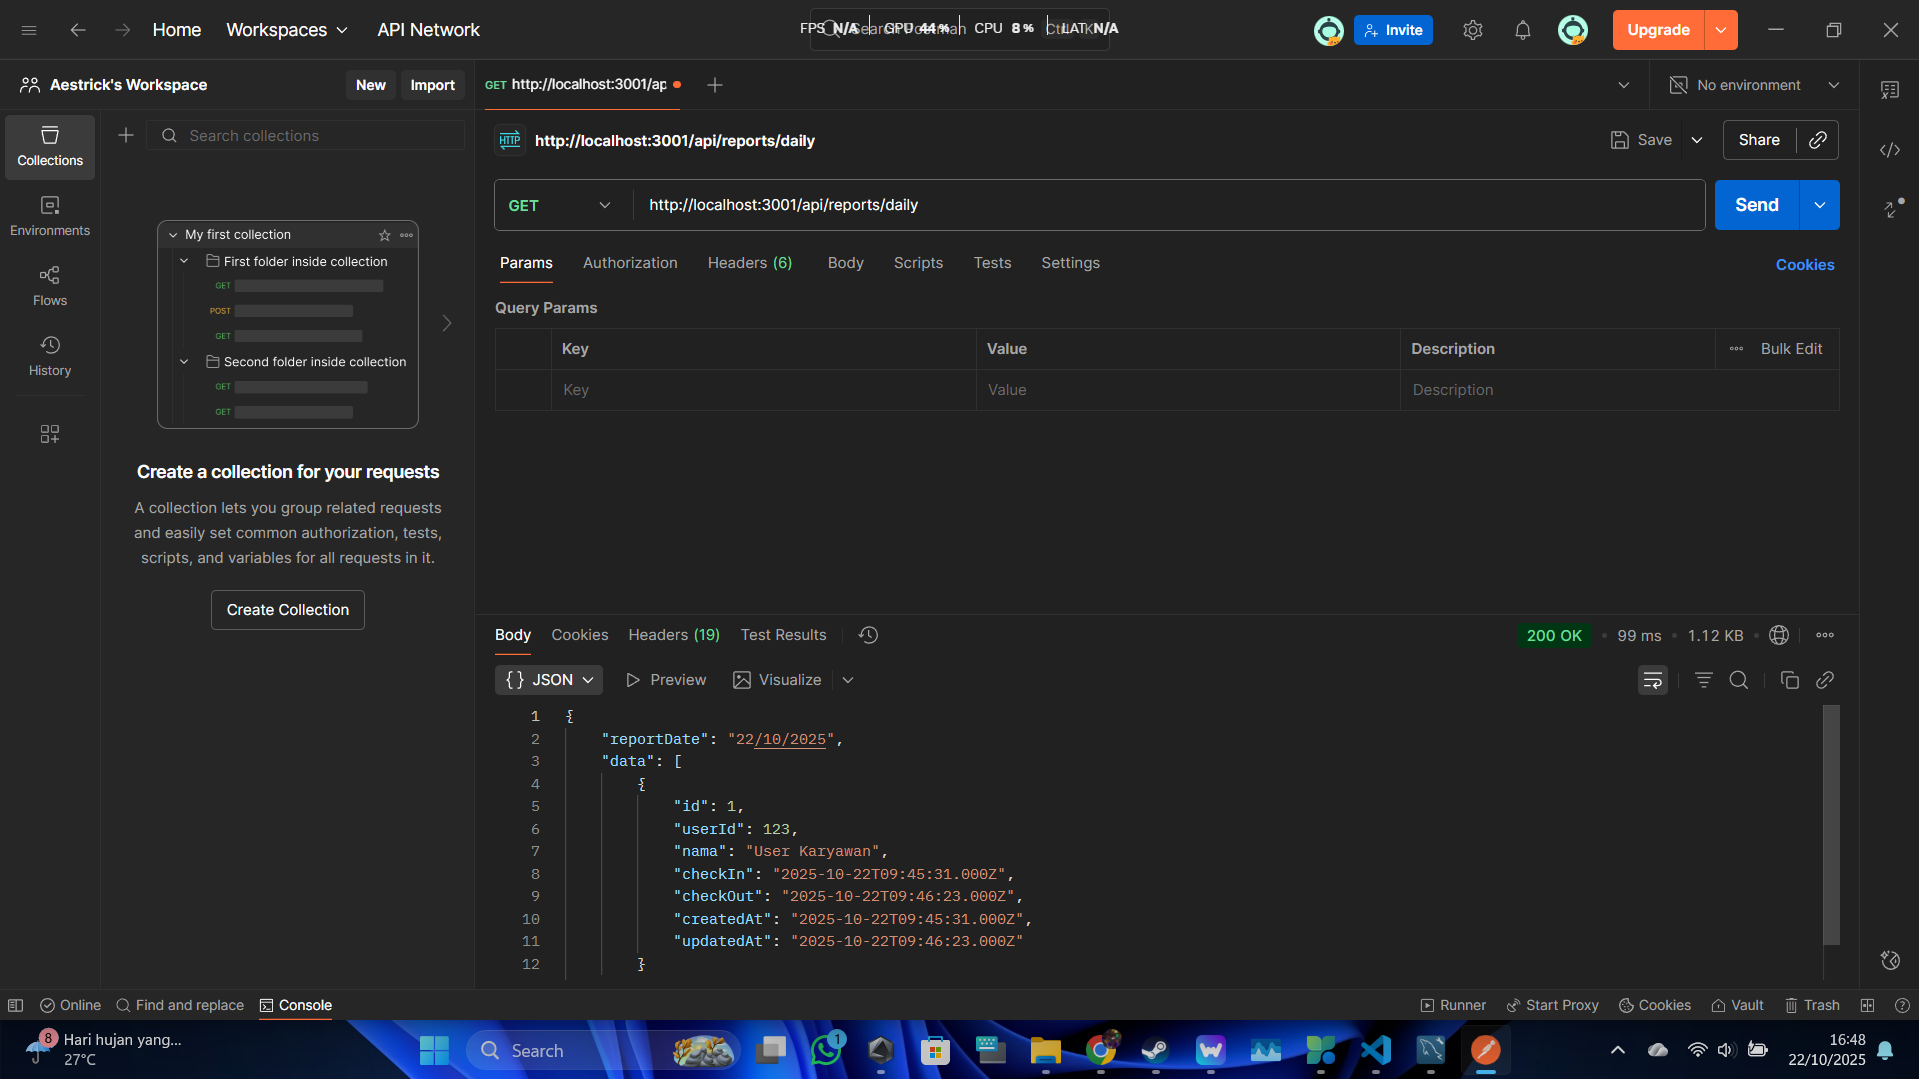 Home
Workspaces
API Network
FPS N/A GPU 44 % CPU 8 % LAT N/A
Invite
Upgrade
Aestrick's Workspace
New
Import
GET http://localhost:3001/ap
No environment
Search collections
Collections
Environments
Flows
History
My first collection
First folder inside collection
GET
POST
GET
Second folder inside collection
GET
GET
Create a collection for your requests
A collection lets you group related requests
and easily set common authorization, tests,
scripts, and variables for all requests in it.
Create Collection
HTTP http://localhost:3001/api/reports/daily
Save
Share
GET http://localhost:3001/api/reports/daily
Send
Params Authorization Headers (6) Body Scripts Tests Settings
Cookies
Query Params
Key Value Description Bulk Edit
Key Value Description
Body Cookies Headers (19) Test Results
200 OK • 99 ms • 1.12 KB •
{} JSON Preview Visualize
1 {
2 "reportDate": "22/10/2025",
3 "data": [
4 {
5 "id": 1,
6 "userId": 123,
7 "nama": "User Karyawan",
8 "checkIn": "2025-10-22T09:45:31.000Z",
9 "checkOut": "2025-10-22T09:46:23.000Z",
10 "createdAt": "2025-10-22T09:45:31.000Z",
11 "updatedAt": "2025-10-22T09:46:23.000Z"
12 }
Online Find and replace Console
Runner Start Proxy Cookies Vault Trash
8 Hari hujan yang...
27°C
Search
1
16:48
22/10/2025